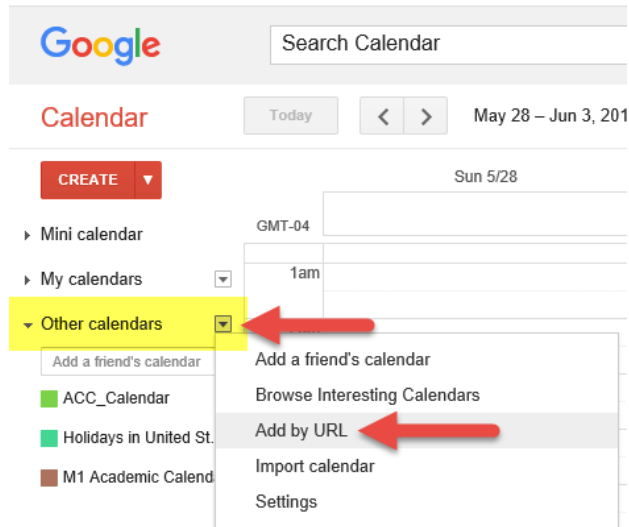 Google
Search Calendar
Calendar
Today
May 28 – Jun 3, 201
CREATE
Sun 5/28
GMT-04
Mini calendar
My calendars
1am
Other calendars
Add a friend's calendar
Add a friend's calendar
Browse Interesting Calendars
ACC_Calendar
Add by URL
Holidays in United St.
Import calendar
M1 Academic Calend
Settings